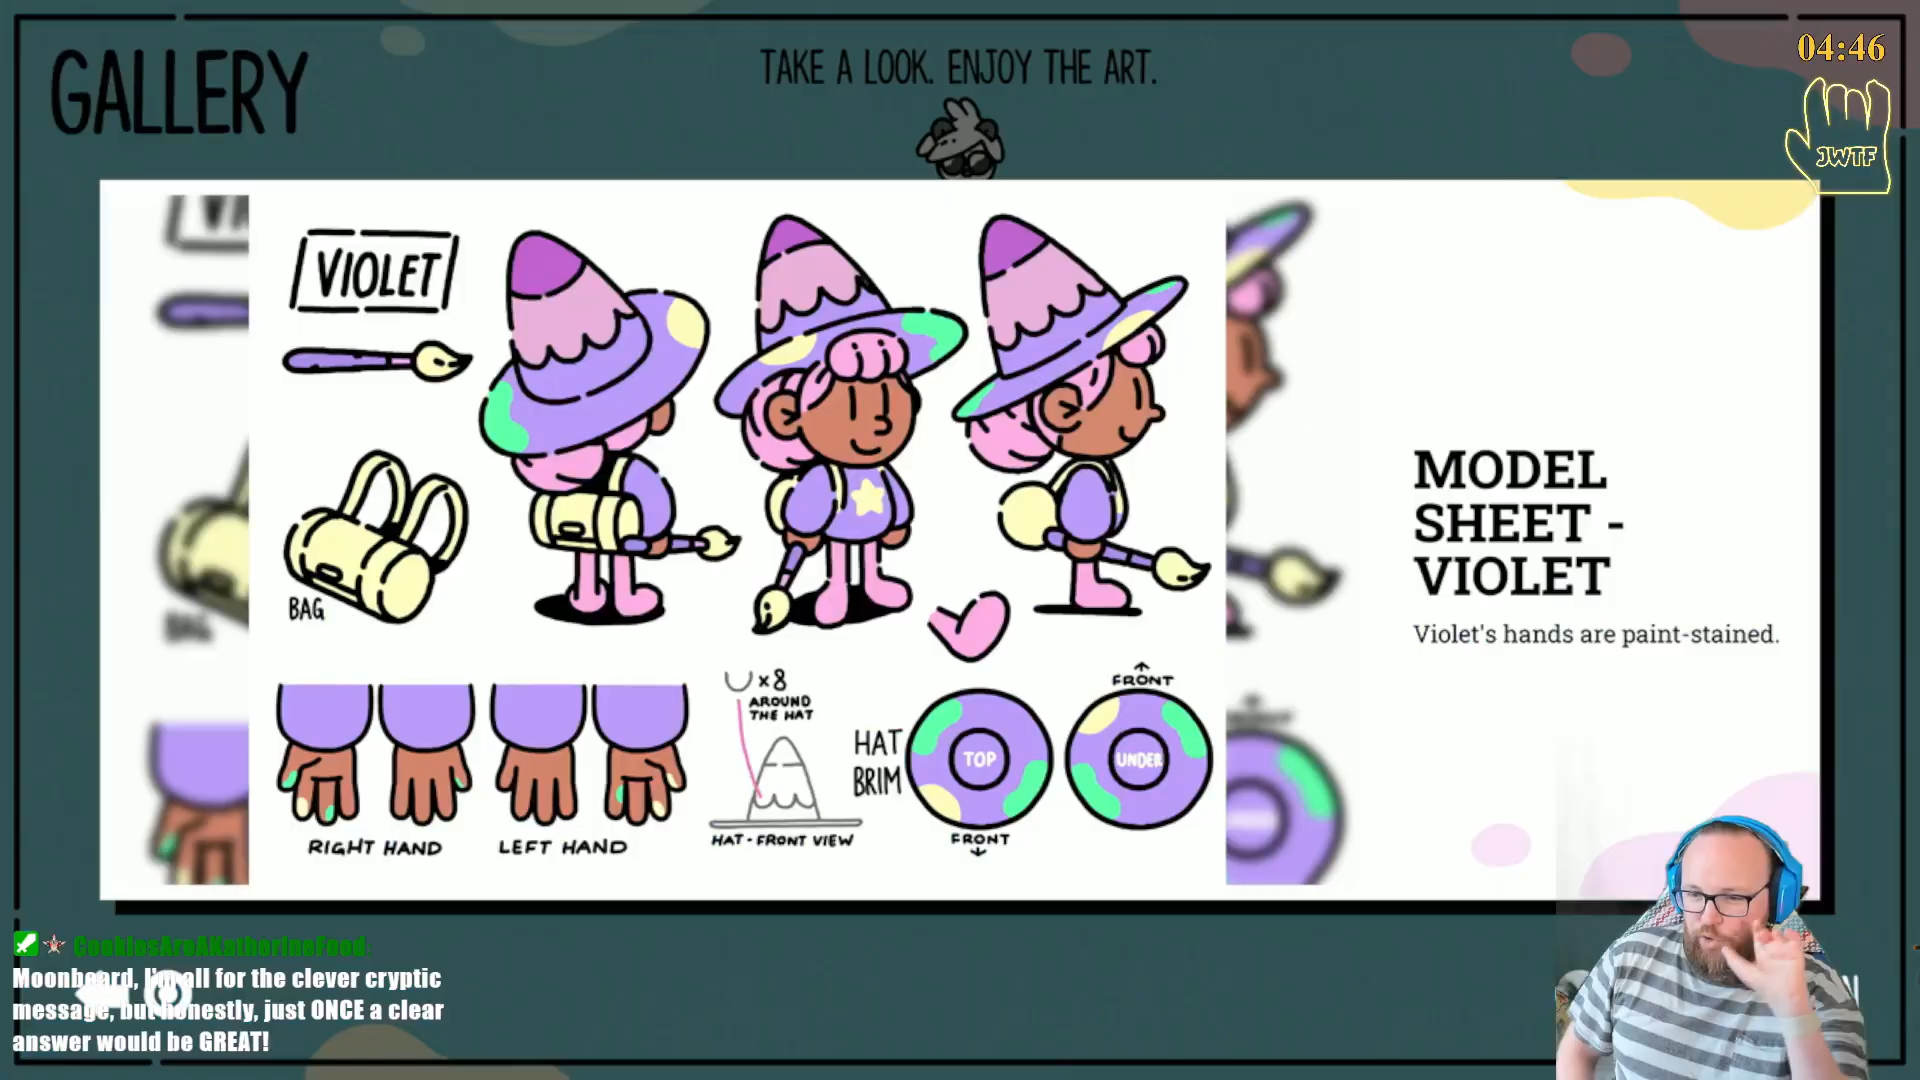 GALLERY
TAKE A LOOK. ENJOY THE ART.
04:46
JWTF
VIOLET
BAG
MODEL
SHEET -
VIOLET
Violet's hands are paint-stained.
x8
AROUND
THE HAT
HAT
BRIM
TOP
FRONT
FRONT
UNDER
RIGHT HAND
LEFT HAND
HAT - FRONT VIEW
CookiesAreAKatherineFood:
Moonbeard, I'm all for the clever cryptic
message, but honestly, just ONCE a clear
answer would be GREAT!